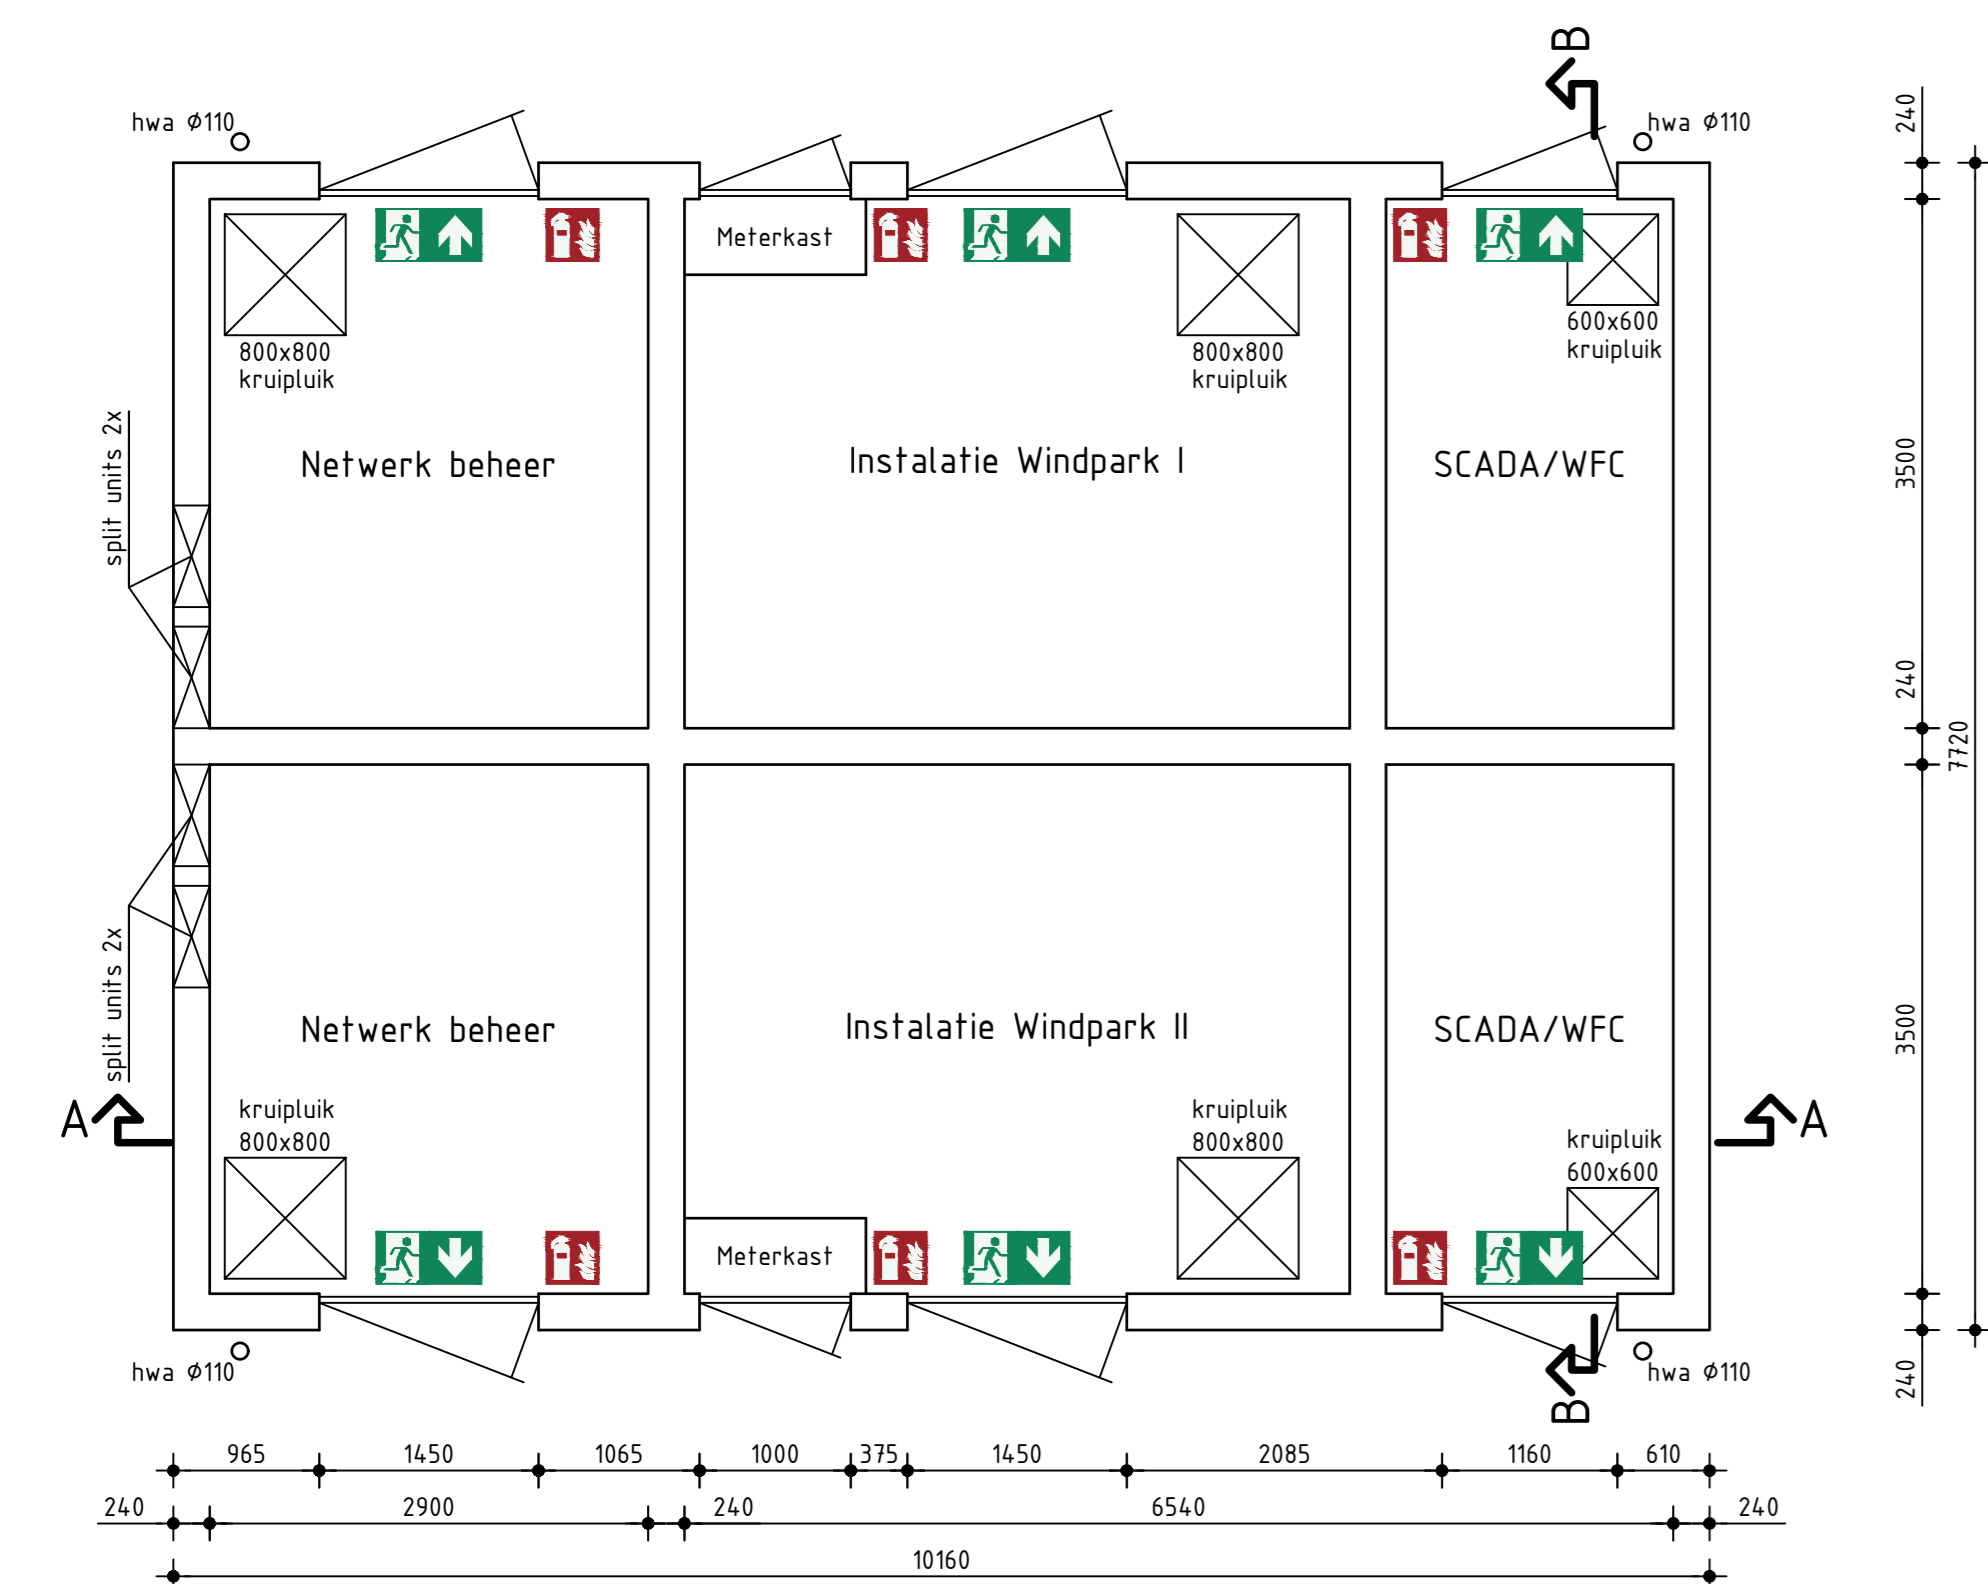 B
hwa Ø110
hwa Ø110
240
Meterkast
800x800
kruipluik
800x800
kruipluik
600x600
kruipluik
split units 2x
Netwerk beheer
Instalatie Windpark I
SCADA/WFC
3500
240
7720
split units 2x
Netwerk beheer
Instalatie Windpark II
SCADA/WFC
3500
A
kruipluik
800x800
kruipluik
800x800
kruipluik
600x600
A
Meterkast
hwa Ø110
B
hwa Ø110
240
965 1450 1065 1000 375 1450 2085 1160 610
240 2900 240 6540 240
10160